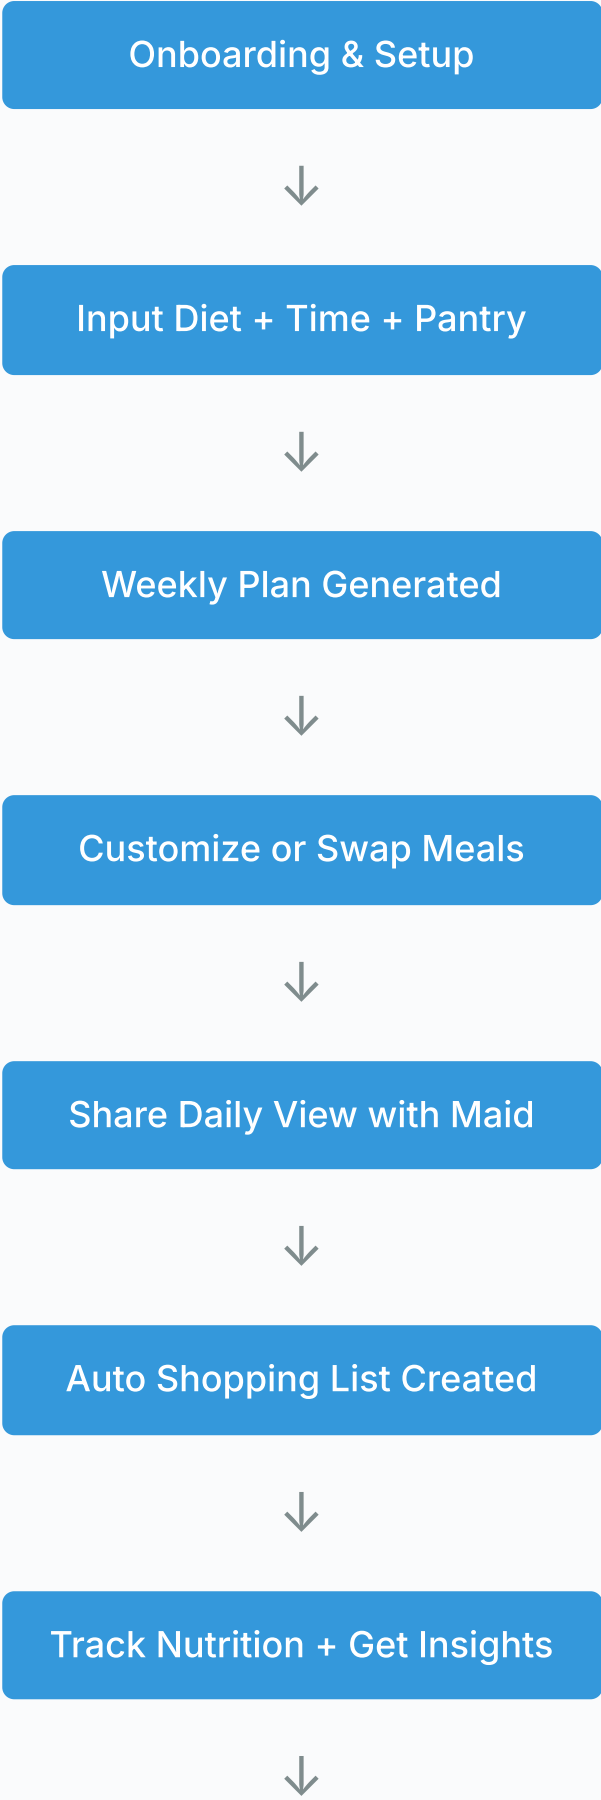 Onboarding & Setup
Input Diet + Time + Pantry
Weekly Plan Generated
Customize or Swap Meals
Share Daily View with Maid
Auto Shopping List Created
Track Nutrition + Get Insights